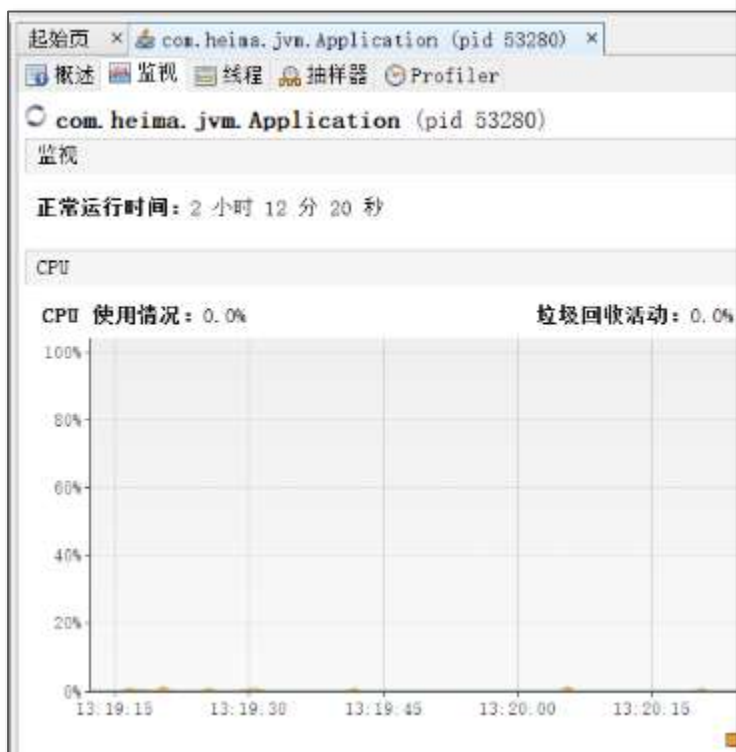 起始页 × com.heima.jvm.Application (pid 53280) ×
概述 监视 线程 抽样器 Profiler
com.heima.jvm.Application (pid 53280)
监视
正常运行时间: 2 小时 12 分 20 秒
CPU
CPU 使用情况: 0.0% 垃圾回收活动: 0.0%
100%
80%
60%
40%
20%
0%
13:19:15 13:19:30 13:19:45 13:20:00 13:20:15